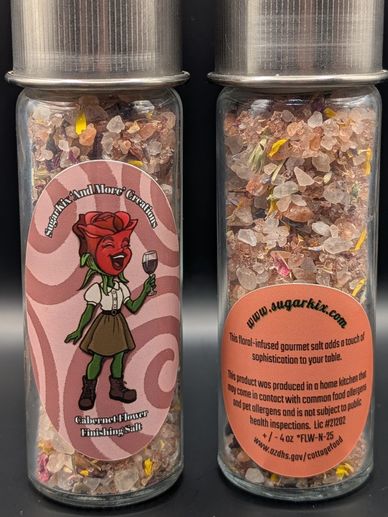 SugarKix 'And More' Creations
Cabernet Flower
Finishing Salt
www.sugarkix.com
This floral-infused gourmet salt adds a touch of
sophistication to your table.
This product was produced in a home kitchen that
may come in contact with common food allergens
and pet allergens and is not subject to public
health inspections. Lic #21202
+ / - 4 oz *FLW-N-25
www.azdhs.gov/cottagefood